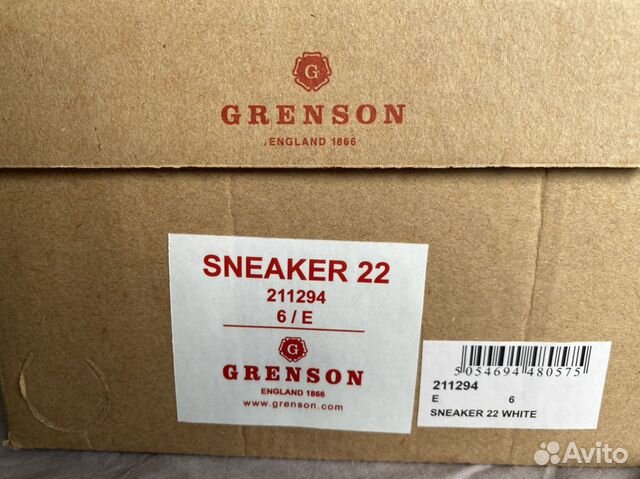 G
GRENSON
ENGLAND 1866
SNEAKER 22
211294
6 / E
G
GRENSON
ENGLAND 1866
www.grenson.com
5 054694 480575
211294
E 6
SNEAKER 22 WHITE
Avito